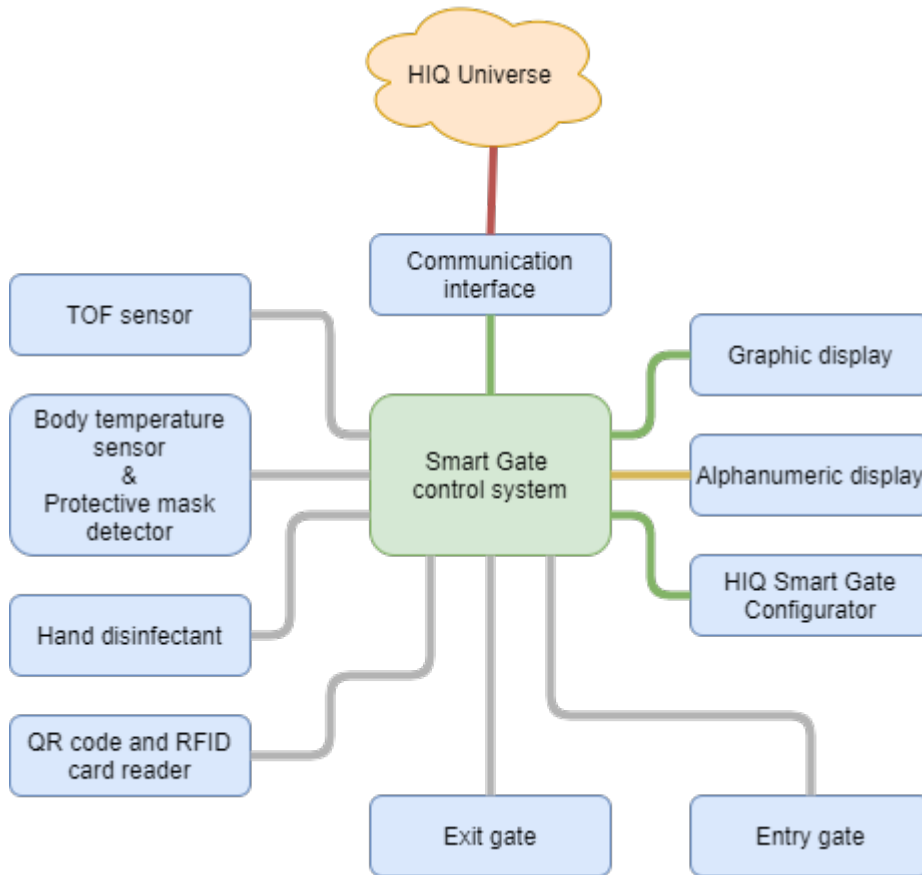 HIQ Universe
Communication
interface
TOF sensor
Graphic display
Body temperature
sensor
&
Protective mask
detector
Smart Gate
control system
Alphanumeric display
HIQ Smart Gate
Configurator
Hand disinfectant
QR code and RFID
card reader
Exit gate
Entry gate